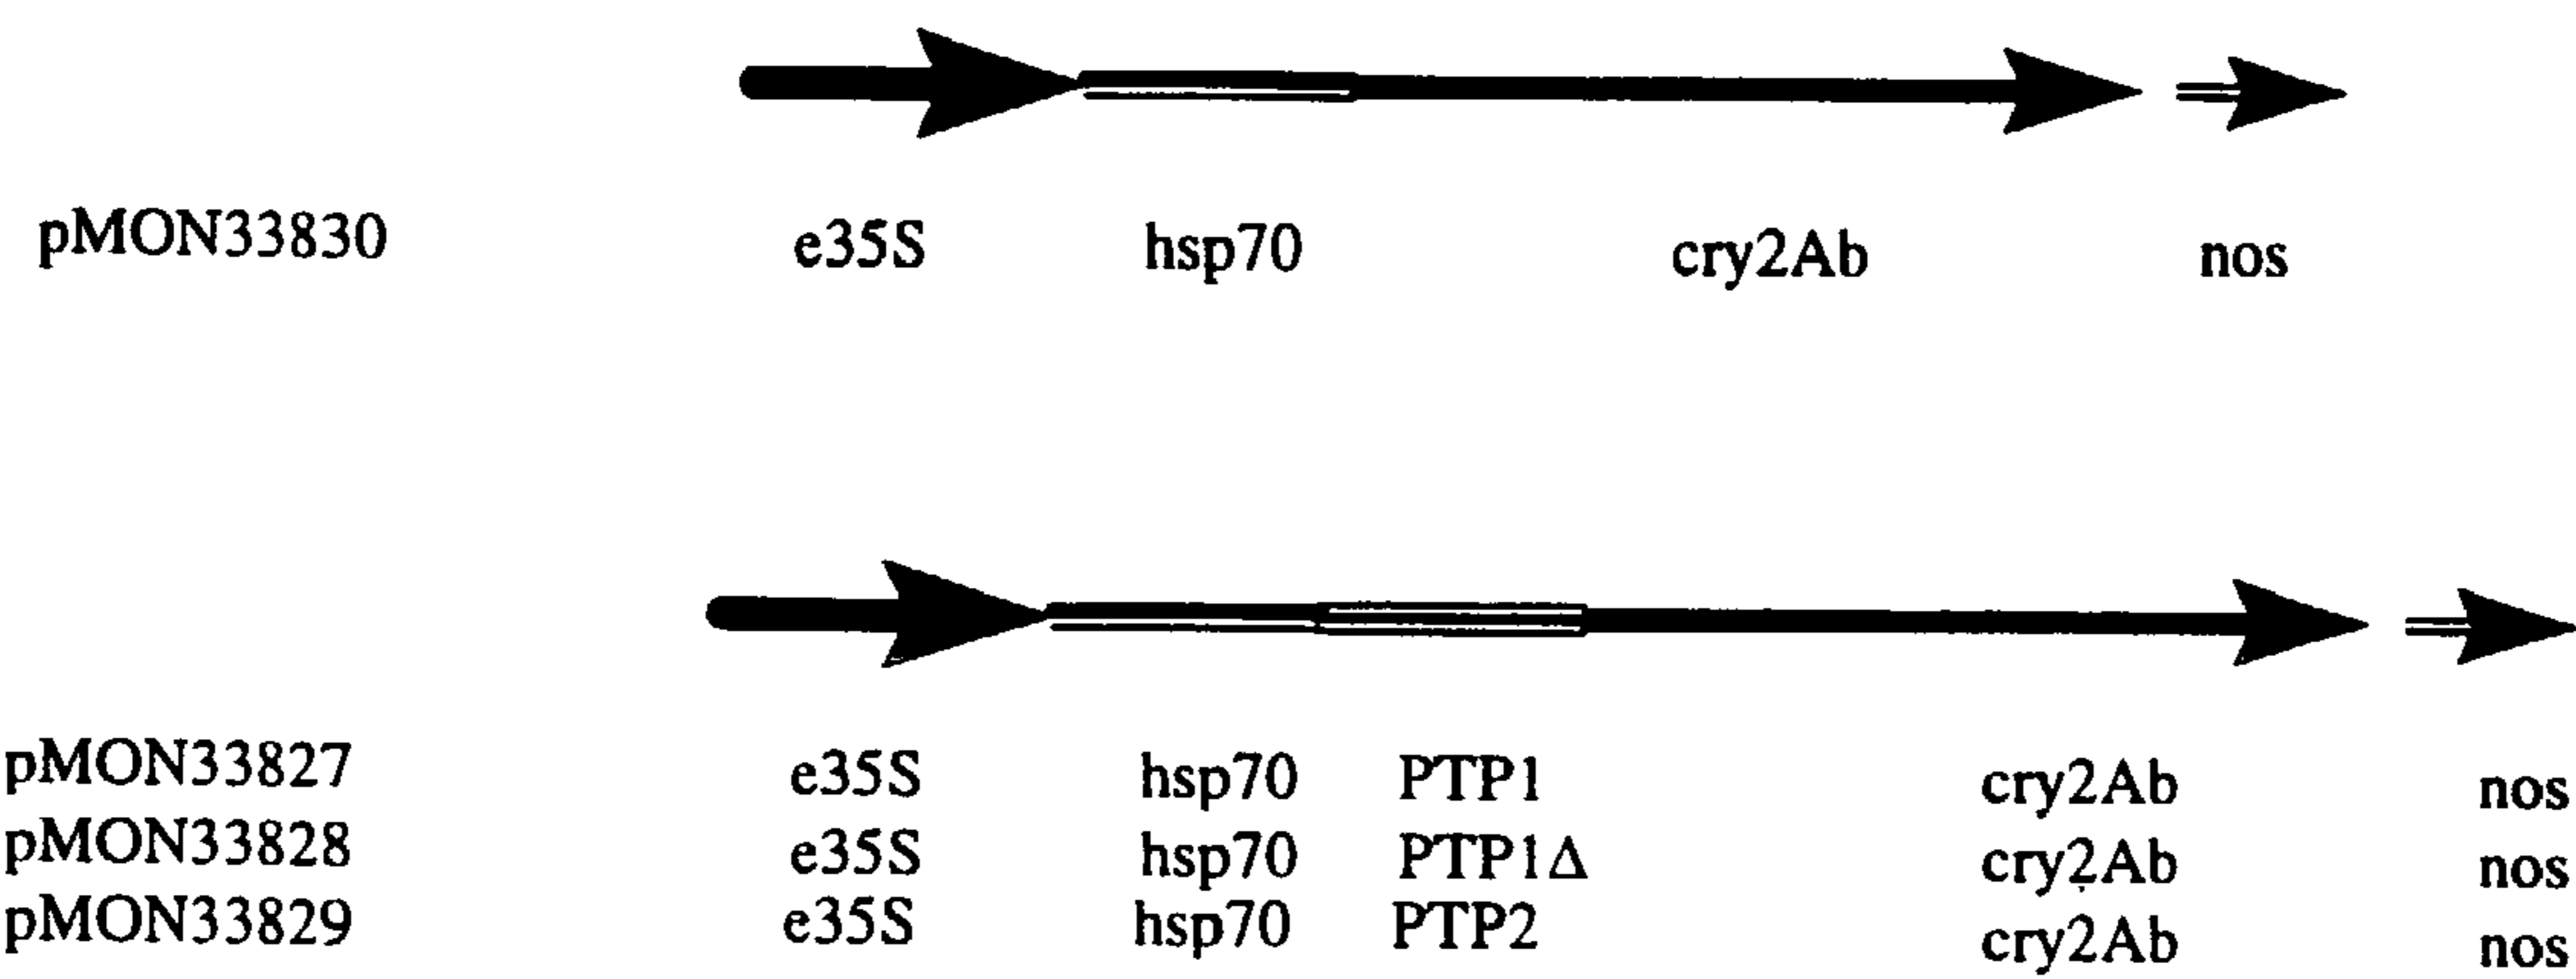 pMON33830 e35S hsp70 cry2Ab nos
pMON33827 e35S hsp70 PTP1 cry2Ab nos
pMON33828 e35S hsp70 PTP1Δ cry2Ab nos
pMON33829 e35S hsp70 PTP2 cry2Ab nos